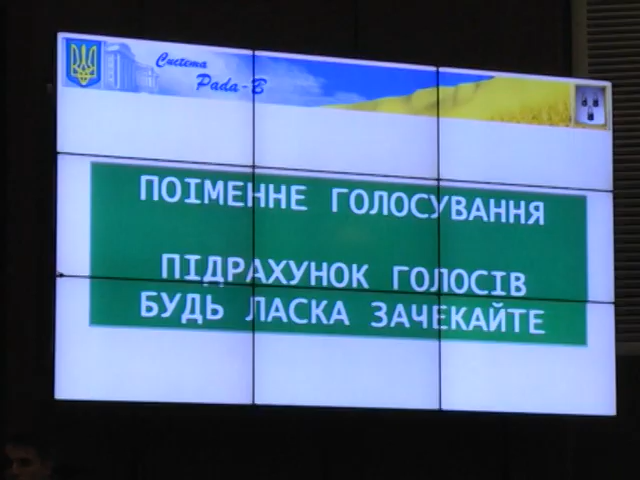 Система
Рада-В
ПОІМЕННЕ ГОЛОСУВАННЯ
ПІДРАХУНОК ГОЛОСІВ
БУДЬ ЛАСКА ЗАЧЕКАЙТЕ